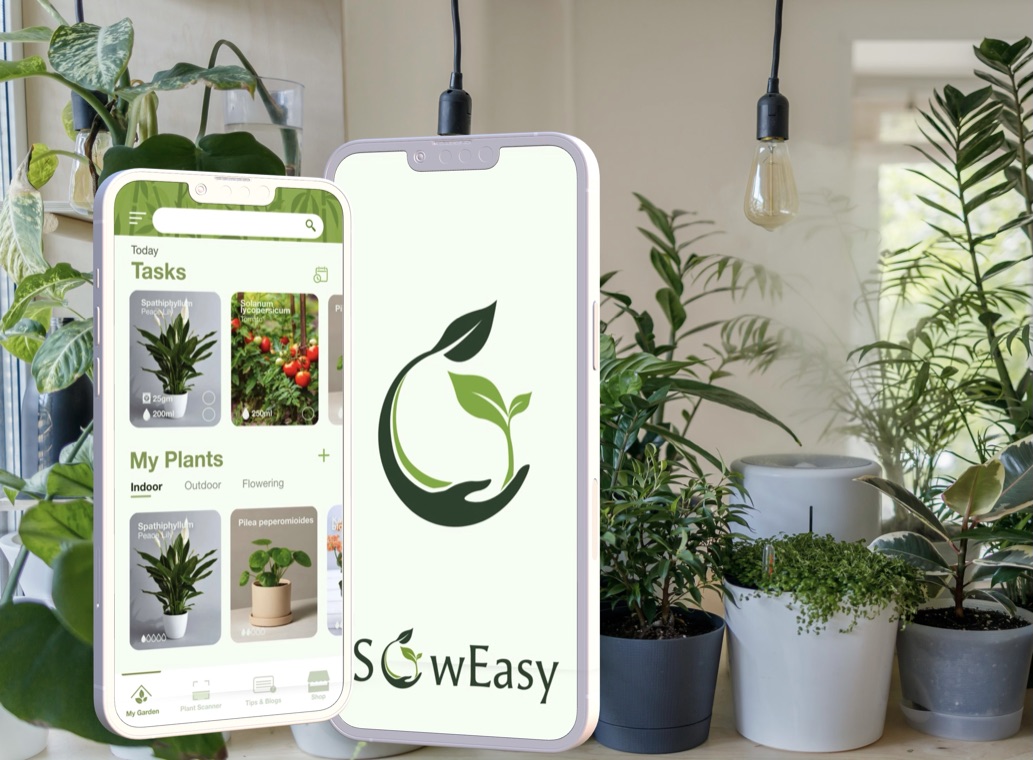 Today
Tasks
Spathiphyllum
Peace Lily
25gm
200ml
Solanum
lycopersicum
Tomato
250ml
Pi
My Plants
+
Indoor Outdoor Flowering
Spathiphyllum
Peace Lily
Pilea peperomioides
My Garden
Plant Scanner
Tips & Blogs
Shop
SowEasy